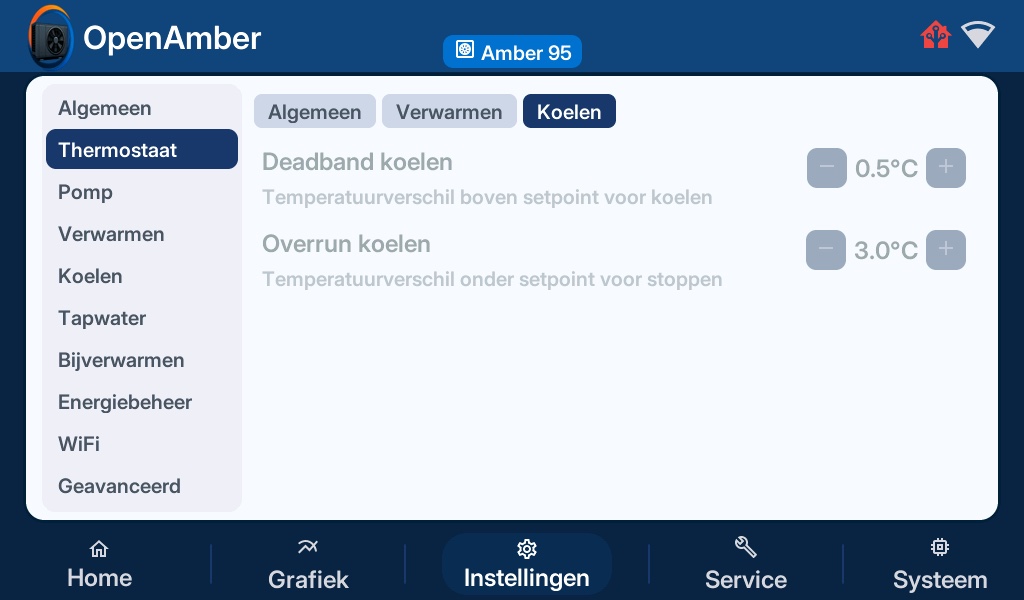 OpenAmber
Amber 95
Algemeen
Thermostaat
Pomp
Verwarmen
Koelen
Tapwater
Bijverwarmen
Energiebeheer
WiFi
Geavanceerd
Algemeen Verwarmen Koelen
Deadband koelen
Temperatuurverschil boven setpoint voor koelen
− 0.5°C +
Overrun koelen
Temperatuurverschil onder setpoint voor stoppen
− 3.0°C +
Home Grafiek Instellingen Service Systeem